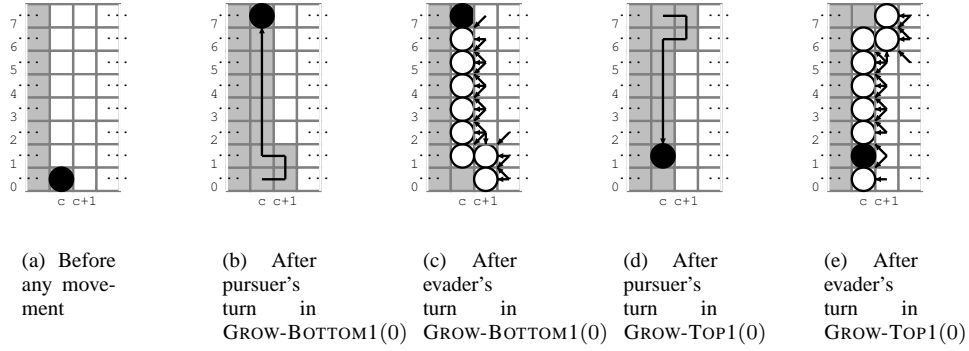 7
6
5
4
3
2
1
0
c c+1
7
6
5
4
3
2
1
0
c c+1
7
6
5
4
3
2
1
0
c c+1
7
6
5
4
3
2
1
0
c c+1
7
6
5
4
3
2
1
0
c c+1
(a) Before
any move-
ment
(b) After
pursuer's
turn in
GROW-BOTTOM1(0)
(c) After
evader's
turn in
GROW-BOTTOM1(0)
(d) After
pursuer's
turn in
GROW-TOP1(0)
(e) After
evader's
turn in
GROW-TOP1(0)